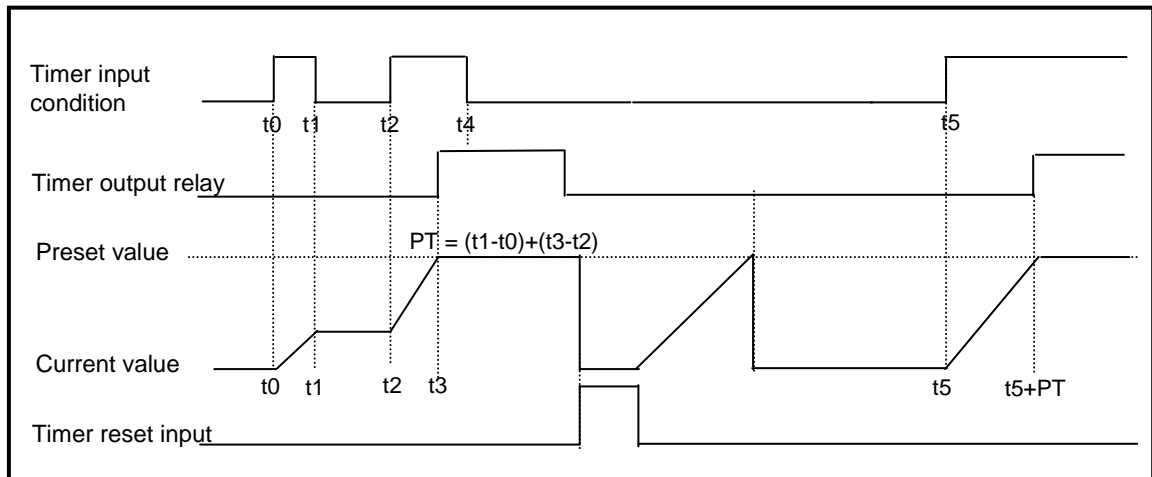 Timer input
condition
t0 t1 t2 t4 t5
Timer output relay
PT = (t1-t0)+(t3-t2)
Preset value
Current value
t0 t1 t2 t3 t5 t5+PT
Timer reset input